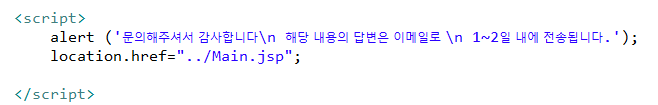 <script>
alert ('문의해주셔서 감사합니다\n 해당 내용의 답변은 이메일로 \n 1~2일 내에 전송됩니다.');
location.href="../Main.jsp";
</script>